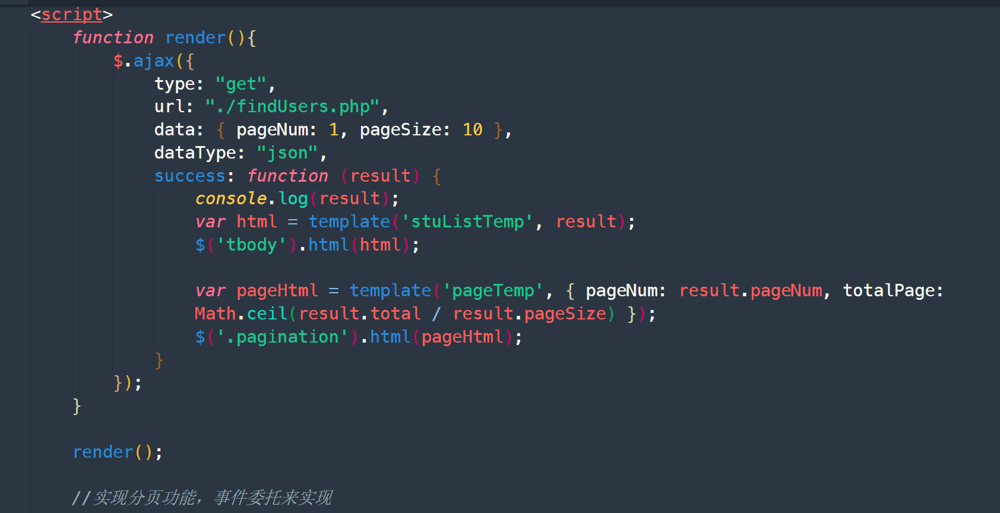 <script>
function render(){
$.ajax({
type: "get",
url: "./findUsers.php",
data: { pageNum: 1, pageSize: 10 },
dataType: "json",
success: function (result) {
console.log(result);
var html = template('stuListTemp', result);
$('tbody').html(html);
var pageHtml = template('pageTemp', { pageNum: result.pageNum, totalPage:
Math.ceil(result.total / result.pageSize) });
$('.pagination').html(pageHtml);
}
});
}
render();
//实现分页功能，事件委托来实现